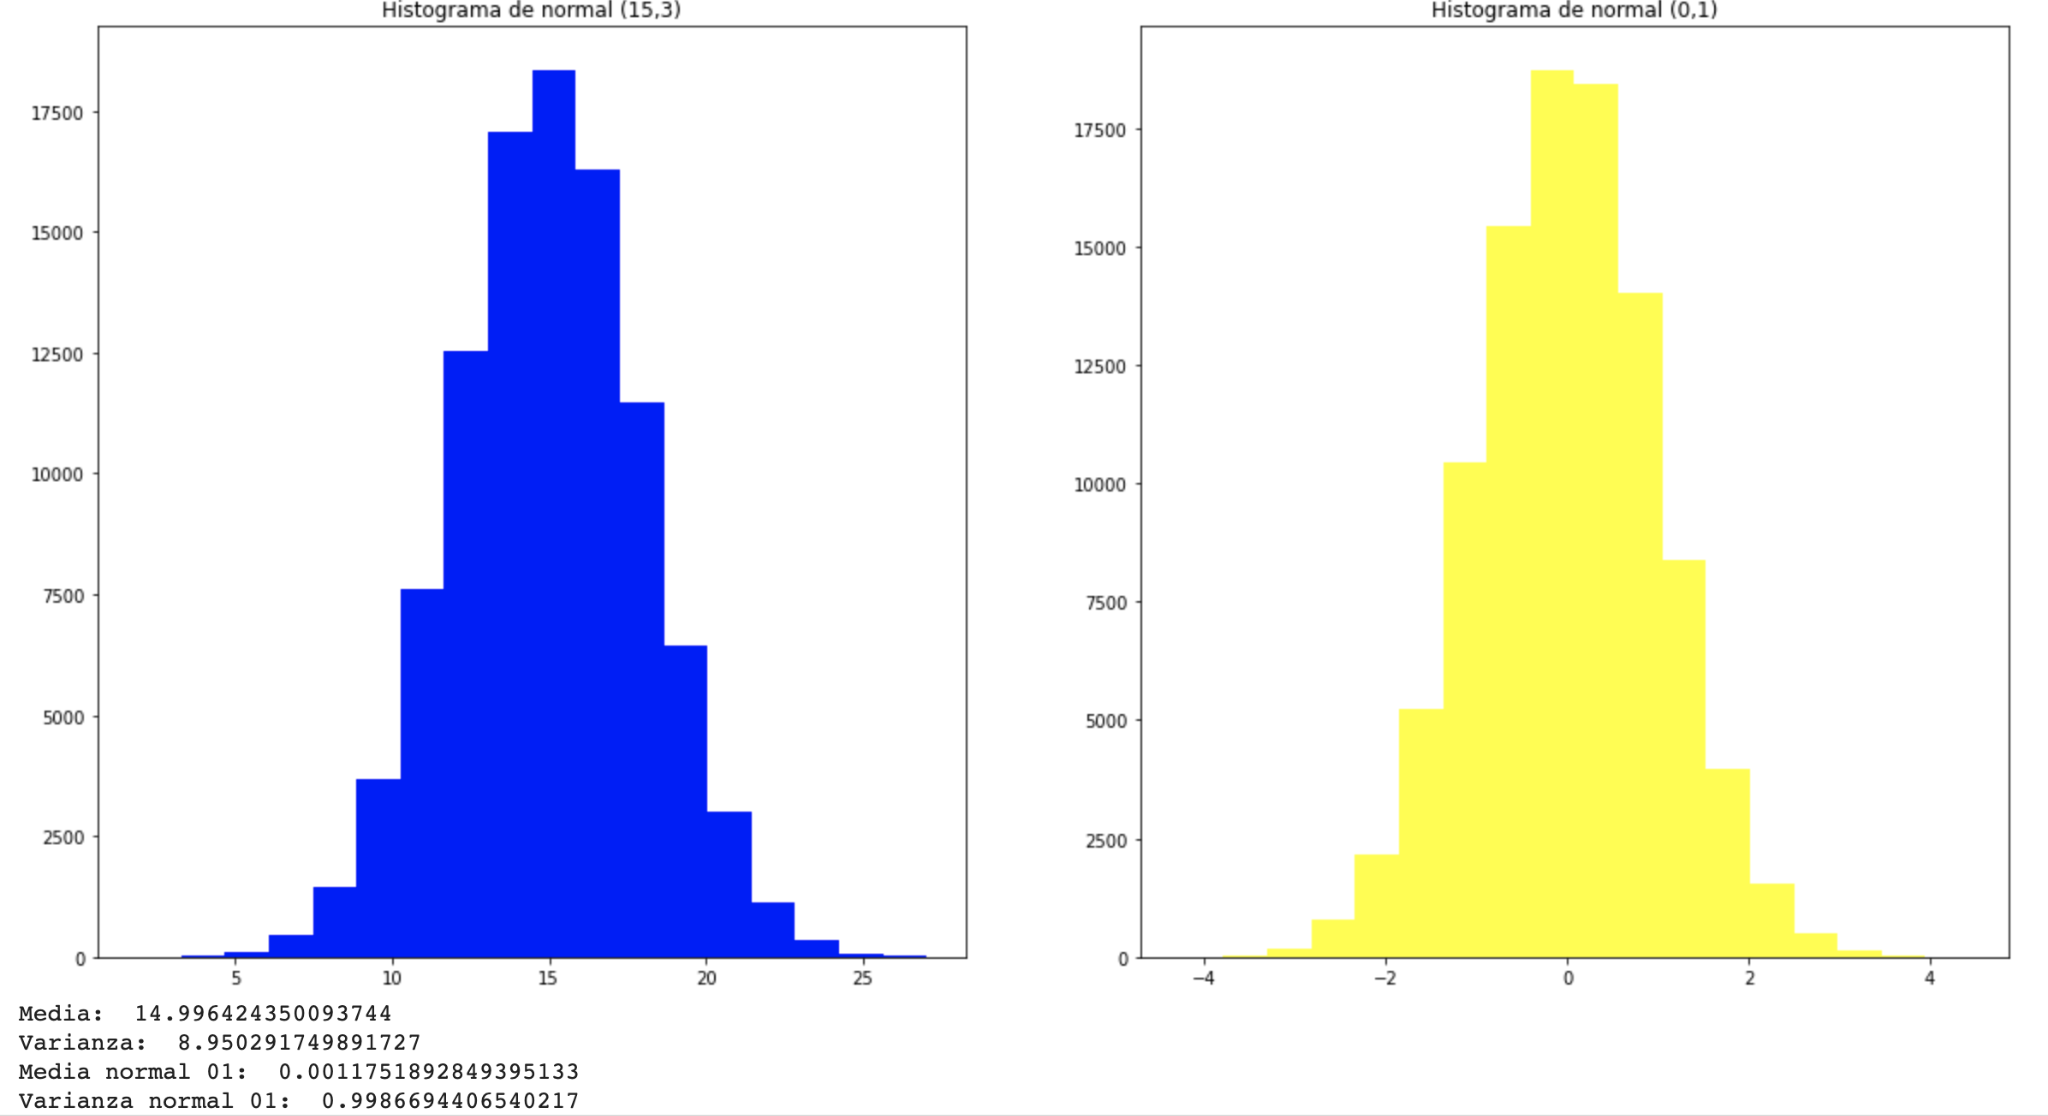 Histograma de normal (15,3)
17500
15000
12500
10000
7500
5000
2500
0
5 10 15 20 25
Histograma de normal (0,1)
17500
15000
12500
10000
7500
5000
2500
0
−4 −2 0 2 4
Media:  14.996424350093744
Varianza:  8.950291749891727
Media normal 01:  0.0011751892849395133
Varianza normal 01:  0.9986694406540217